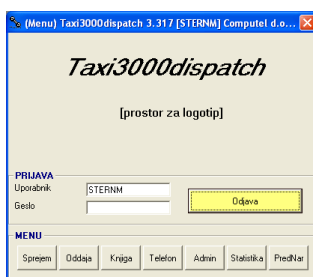 (Menu) Taxi3000dispatch 3.317 [STERNM] Computel d.o...
Taxi3000dispatch
[prostor za logotip]
PRIJAVA
Uporabnik STERNM
Geslo
Odjava
MENU
Sprejem Oddaja Knjiga Telefon Admin Statistika PredNar